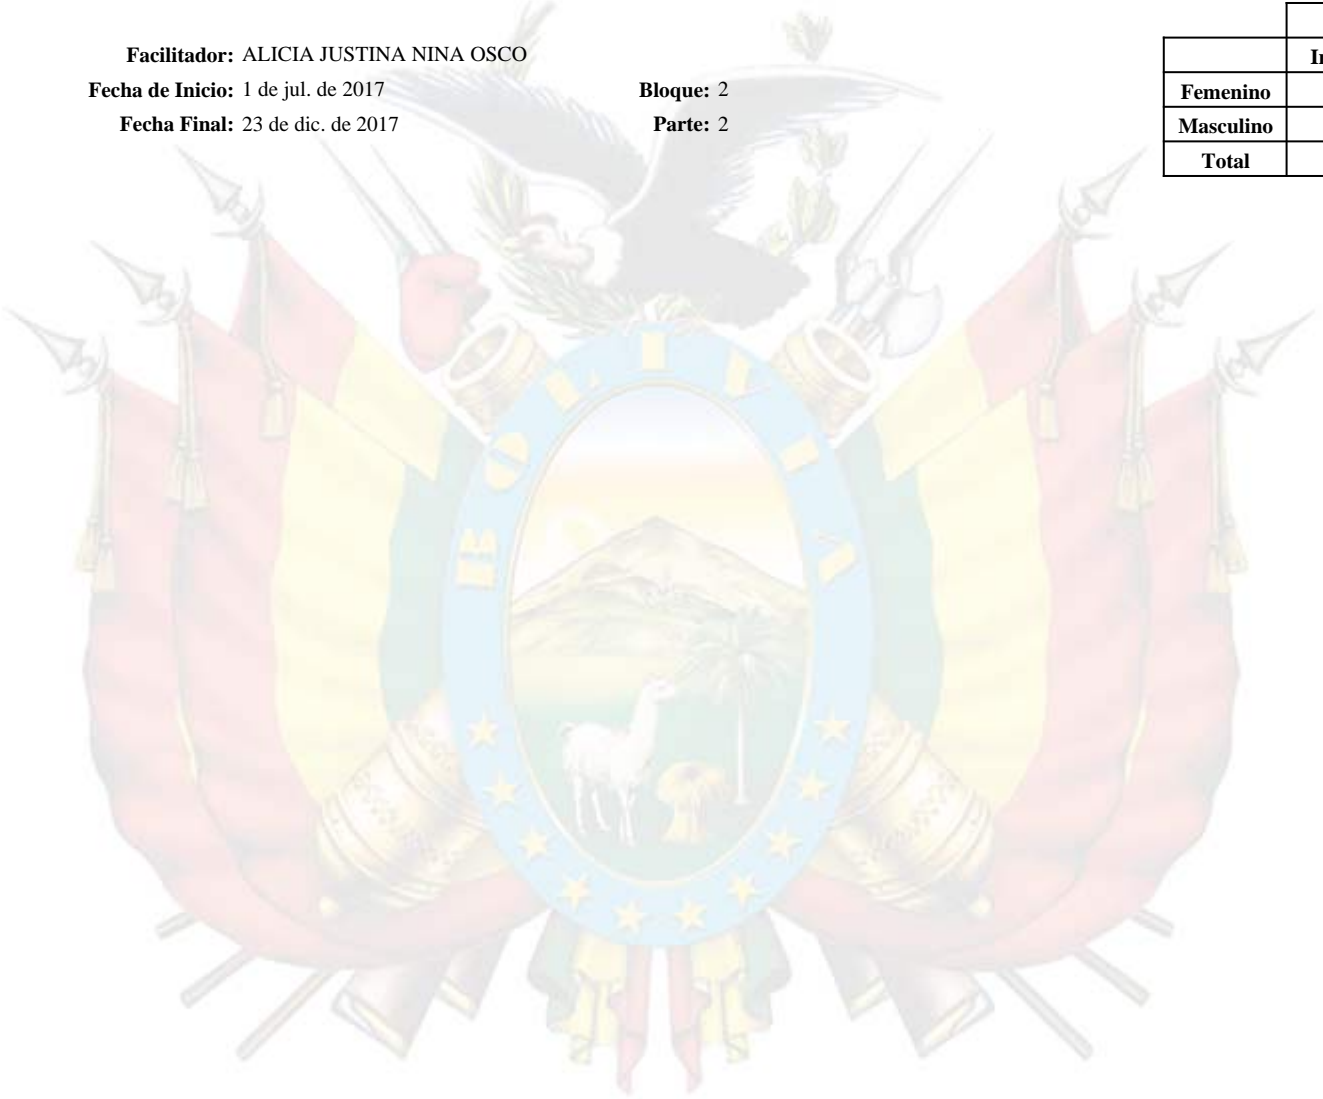 Facilitador: ALICIA JUSTINA NINA OSCO
Fecha de Inicio: 1 de jul. de 2017 Bloque: 2
Fecha Final: 23 de dic. de 2017 Parte: 2
Femenino
Masculino
Total
BOLIVIA